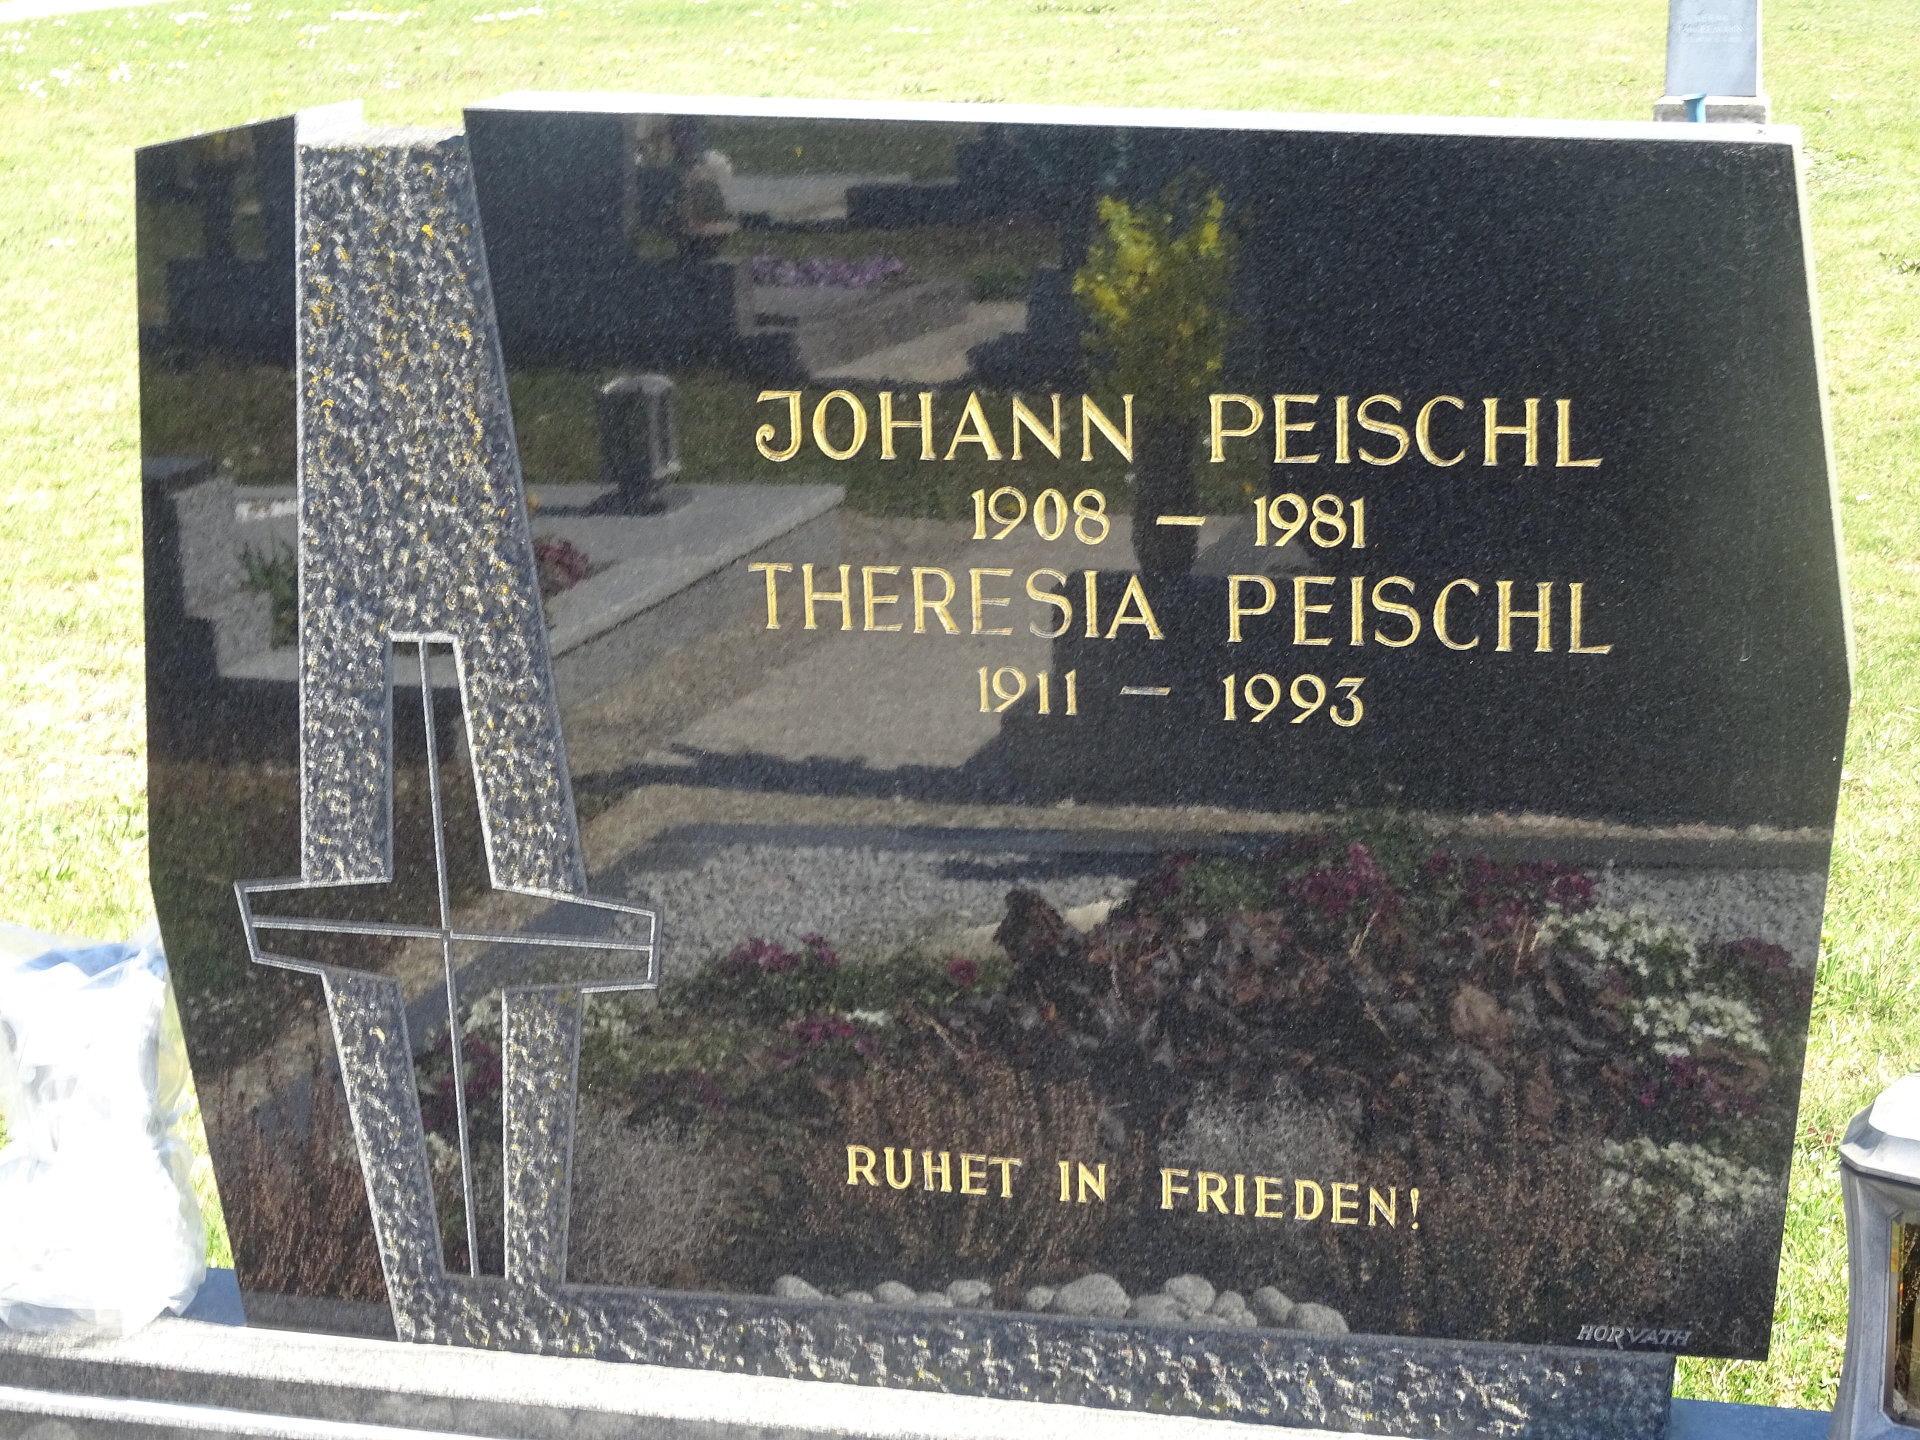 JOHANN PEISCHL
1908 – 1981
THERESIA PEISCHL
1911 – 1993
RUHET IN FRIEDEN!
HORVATH